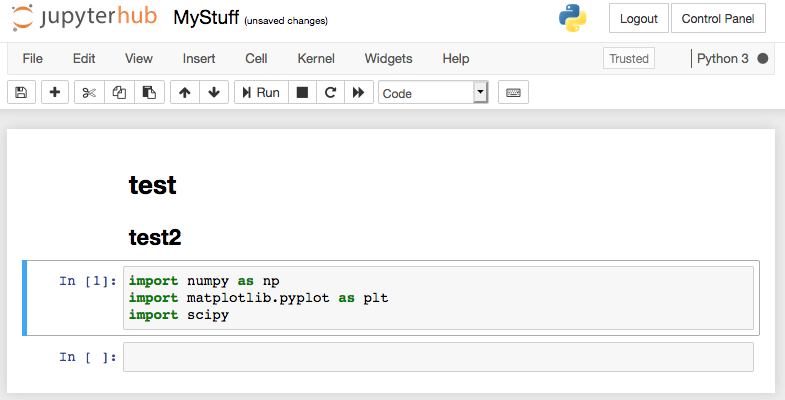 jupyterhub MyStuff (unsaved changes) Logout Control Panel
File Edit View Insert Cell Kernel Widgets Help Trusted Python 3
Run Code
test
test2
In [1]: import numpy as np
import matplotlib.pyplot as plt
import scipy
In [ ]: